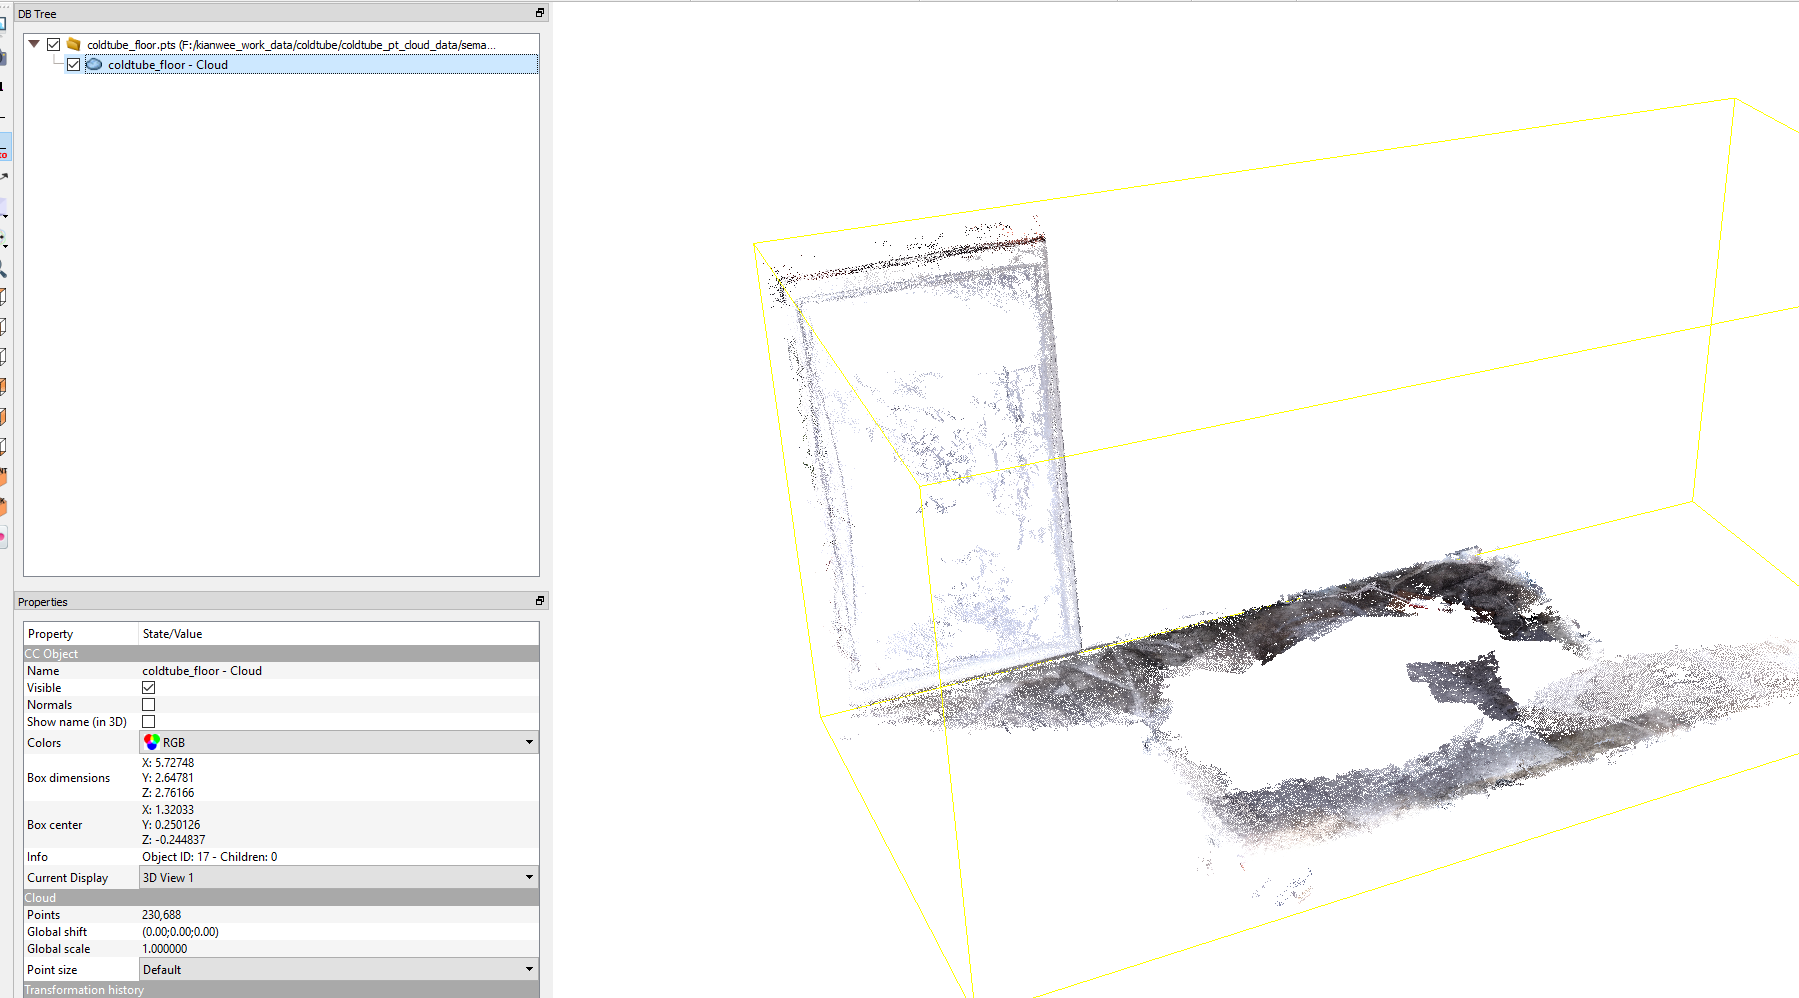 DB Tree
coldtube_floor.pts (F:/kianwee_work_data/coldtube/coldtube_pt_cloud_data/sema...
coldtube_floor - Cloud
Properties
Property State/Value
CC Object
Name coldtube_floor - Cloud
Visible
Normals
Show name (in 3D)
Colors RGB
Box dimensions X: 5.72748
Y: 2.64781
Z: 2.76166
Box center X: 1.32033
Y: 0.250126
Z: -0.244837
Info Object ID: 17 - Children: 0
Current Display 3D View 1
Cloud
Points 230,688
Global shift (0.00;0.00;0.00)
Global scale 1.000000
Point size Default
Transformation history